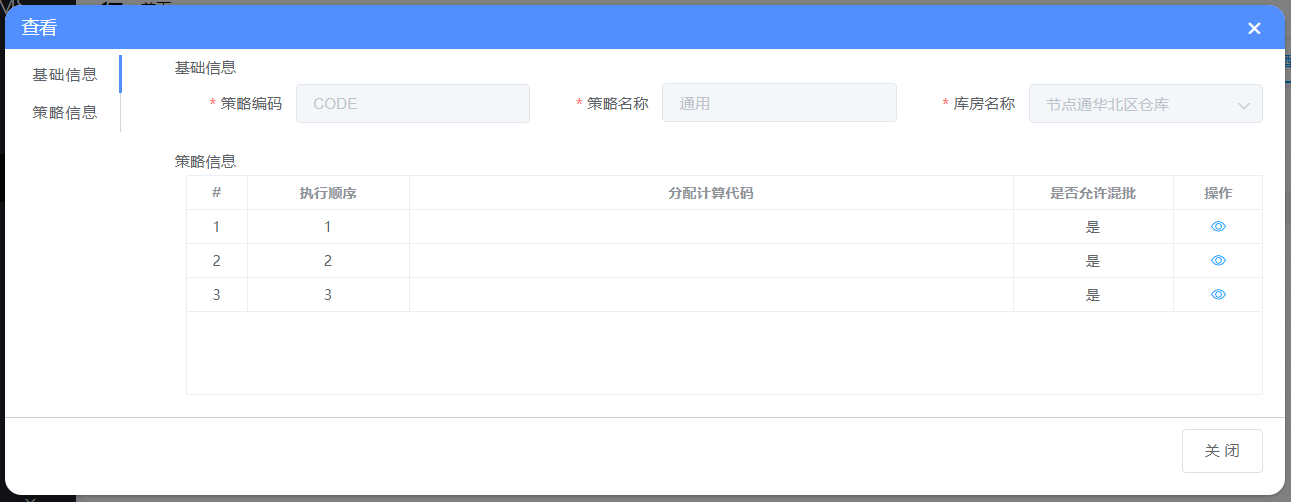 查看
基础信息
策略信息
基础信息
* 策略编码 CODE * 策略名称 通用 * 库房名称 节点通华北区仓库
策略信息
# 执行顺序 分配计算代码 是否允许混批 操作
1 1 是
2 2 是
3 3 是
关 闭